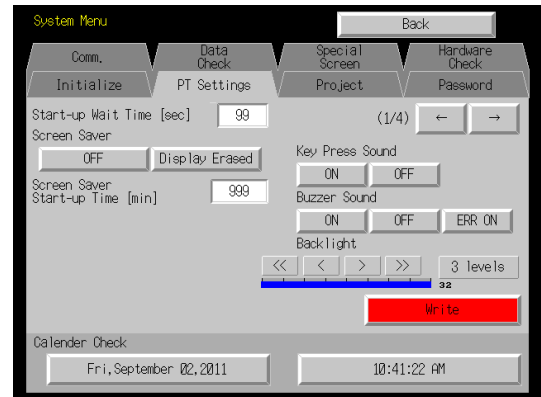 System Menu
Back
Comm.
Data
Check
Special
Screen
Hardware
Check
Initialize
PT Settings
Project
Password
Start-up Wait Time [sec]
99
(1/4)
←
→
Screen Saver
OFF
Display Erased
Key Press Sound
ON
OFF
Screen Saver
Start-up Time [min]
999
Buzzer Sound
ON
OFF
ERR ON
Backlight
<<
<
>
>>
3 levels
32
Write
Calender Check
Fri,September 02,2011
10:41:22 AM